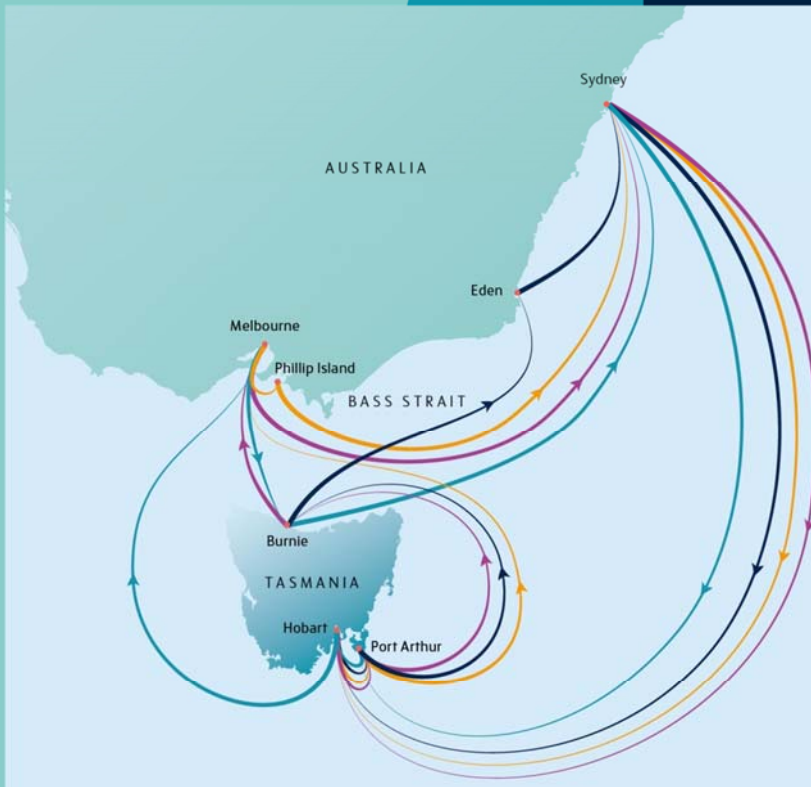 Sydney
AUSTRALIA
Eden
Melbourne
Phillip Island
BASS STRAIT
Burnie
TASMANIA
Hobart
Port Arthur